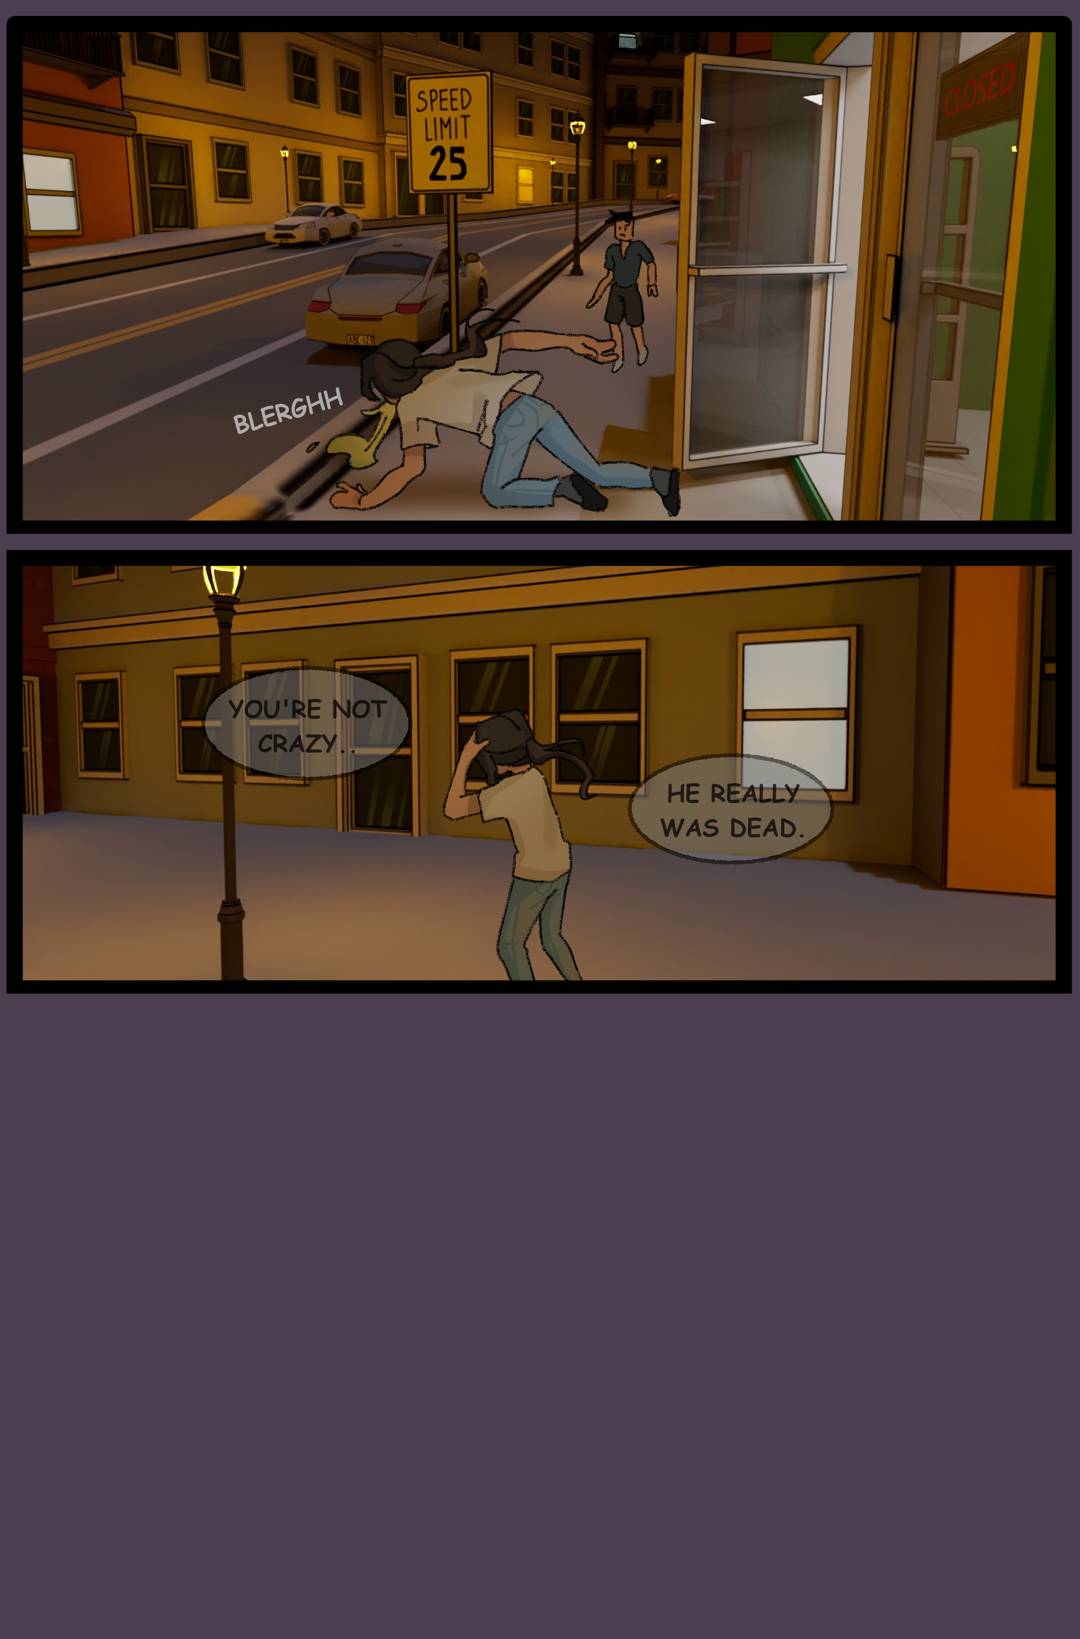 SPEED
LIMIT
25
CLOSED
BLERGHH
YOU'RE NOT
CRAZY..
HE REALLY
WAS DEAD.